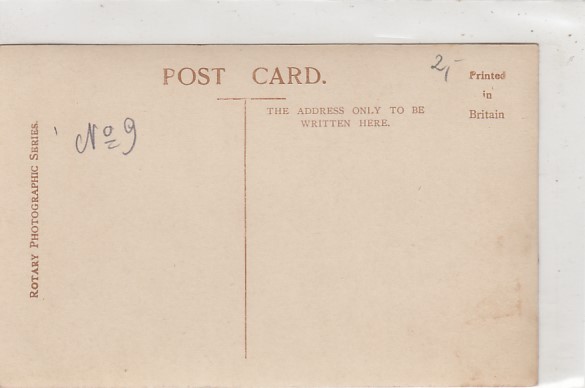 POST CARD.
2,-
Printed
in
Britain
THE ADDRESS ONLY TO BE
WRITTEN HERE.
No 9
ROTARY PHOTOGRAPHIC SERIES.